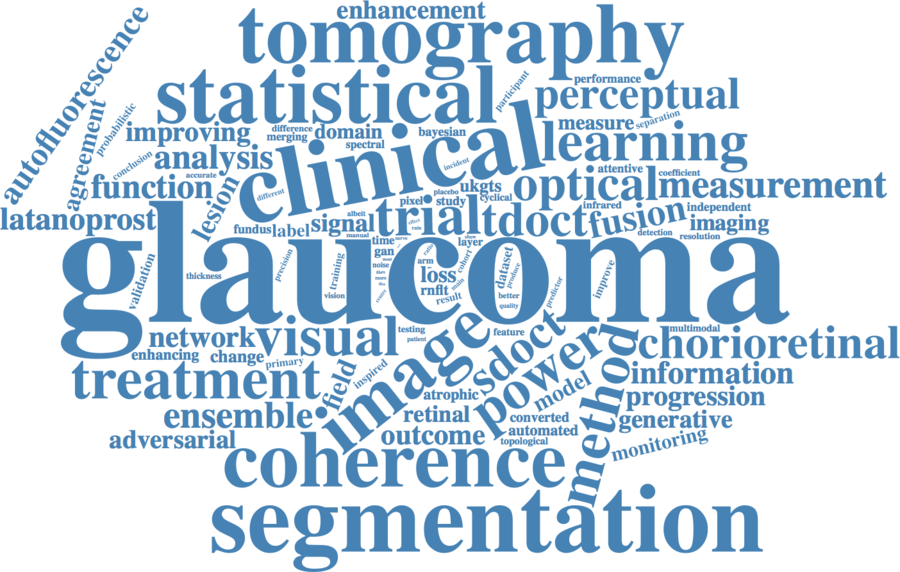 enhancement
tomography
autofluorescence
statistical
performance
participant
perceptual
agreement
probabilistic
improving
difference
merging
domain
spectral
bayesian
clinical
measure
separation
learning
conclusion
accurate
analysis
incident
attentive
coefficient
function
lesion
different
placebo
ukgts
cyclical
optical
measurement
latanoprost
fundus
label
albeit
signal
pixel
study
trial
tdoct
infrared
fusion
independent
imaging
detection
resolution
manual
time
gan
noise
layer
show
ratio
cohort
glaucoma
validation
thickness
precision
training
vision
arm
loss
rnflt
result
main
dataset
produce
better
quality
predictor
improve
network
visual
testing
patient
image
feature
sdoct
multimodal
chorioretinal
enhancing
change
primary
treatment
field
inspired
atrophic
power
model
method
information
progression
ensemble
retinal
converted
generative
adversarial
outcome
automated
topological
monitoring
coherence
segmentation